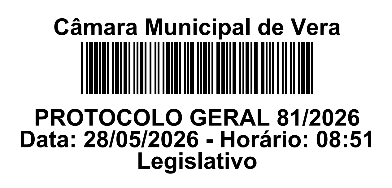 Câmara Municipal de Vera
PROTOCOLO GERAL 81/2026
Data: 28/05/2026 - Horário: 08:51
Legislativo